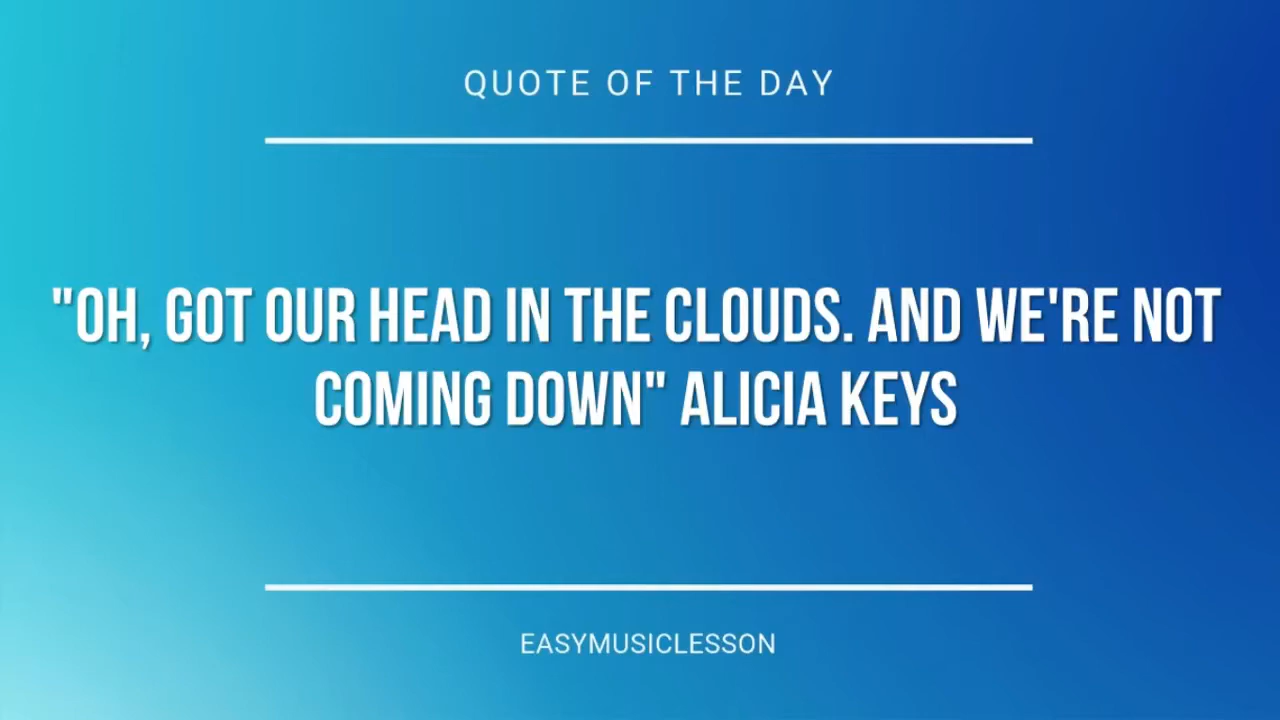 QUOTE OF THE DAY
"OH, GOT OUR HEAD IN THE CLOUDS. AND WE'RE NOT
COMING DOWN" ALICIA KEYS
EASYMUSICLESSON